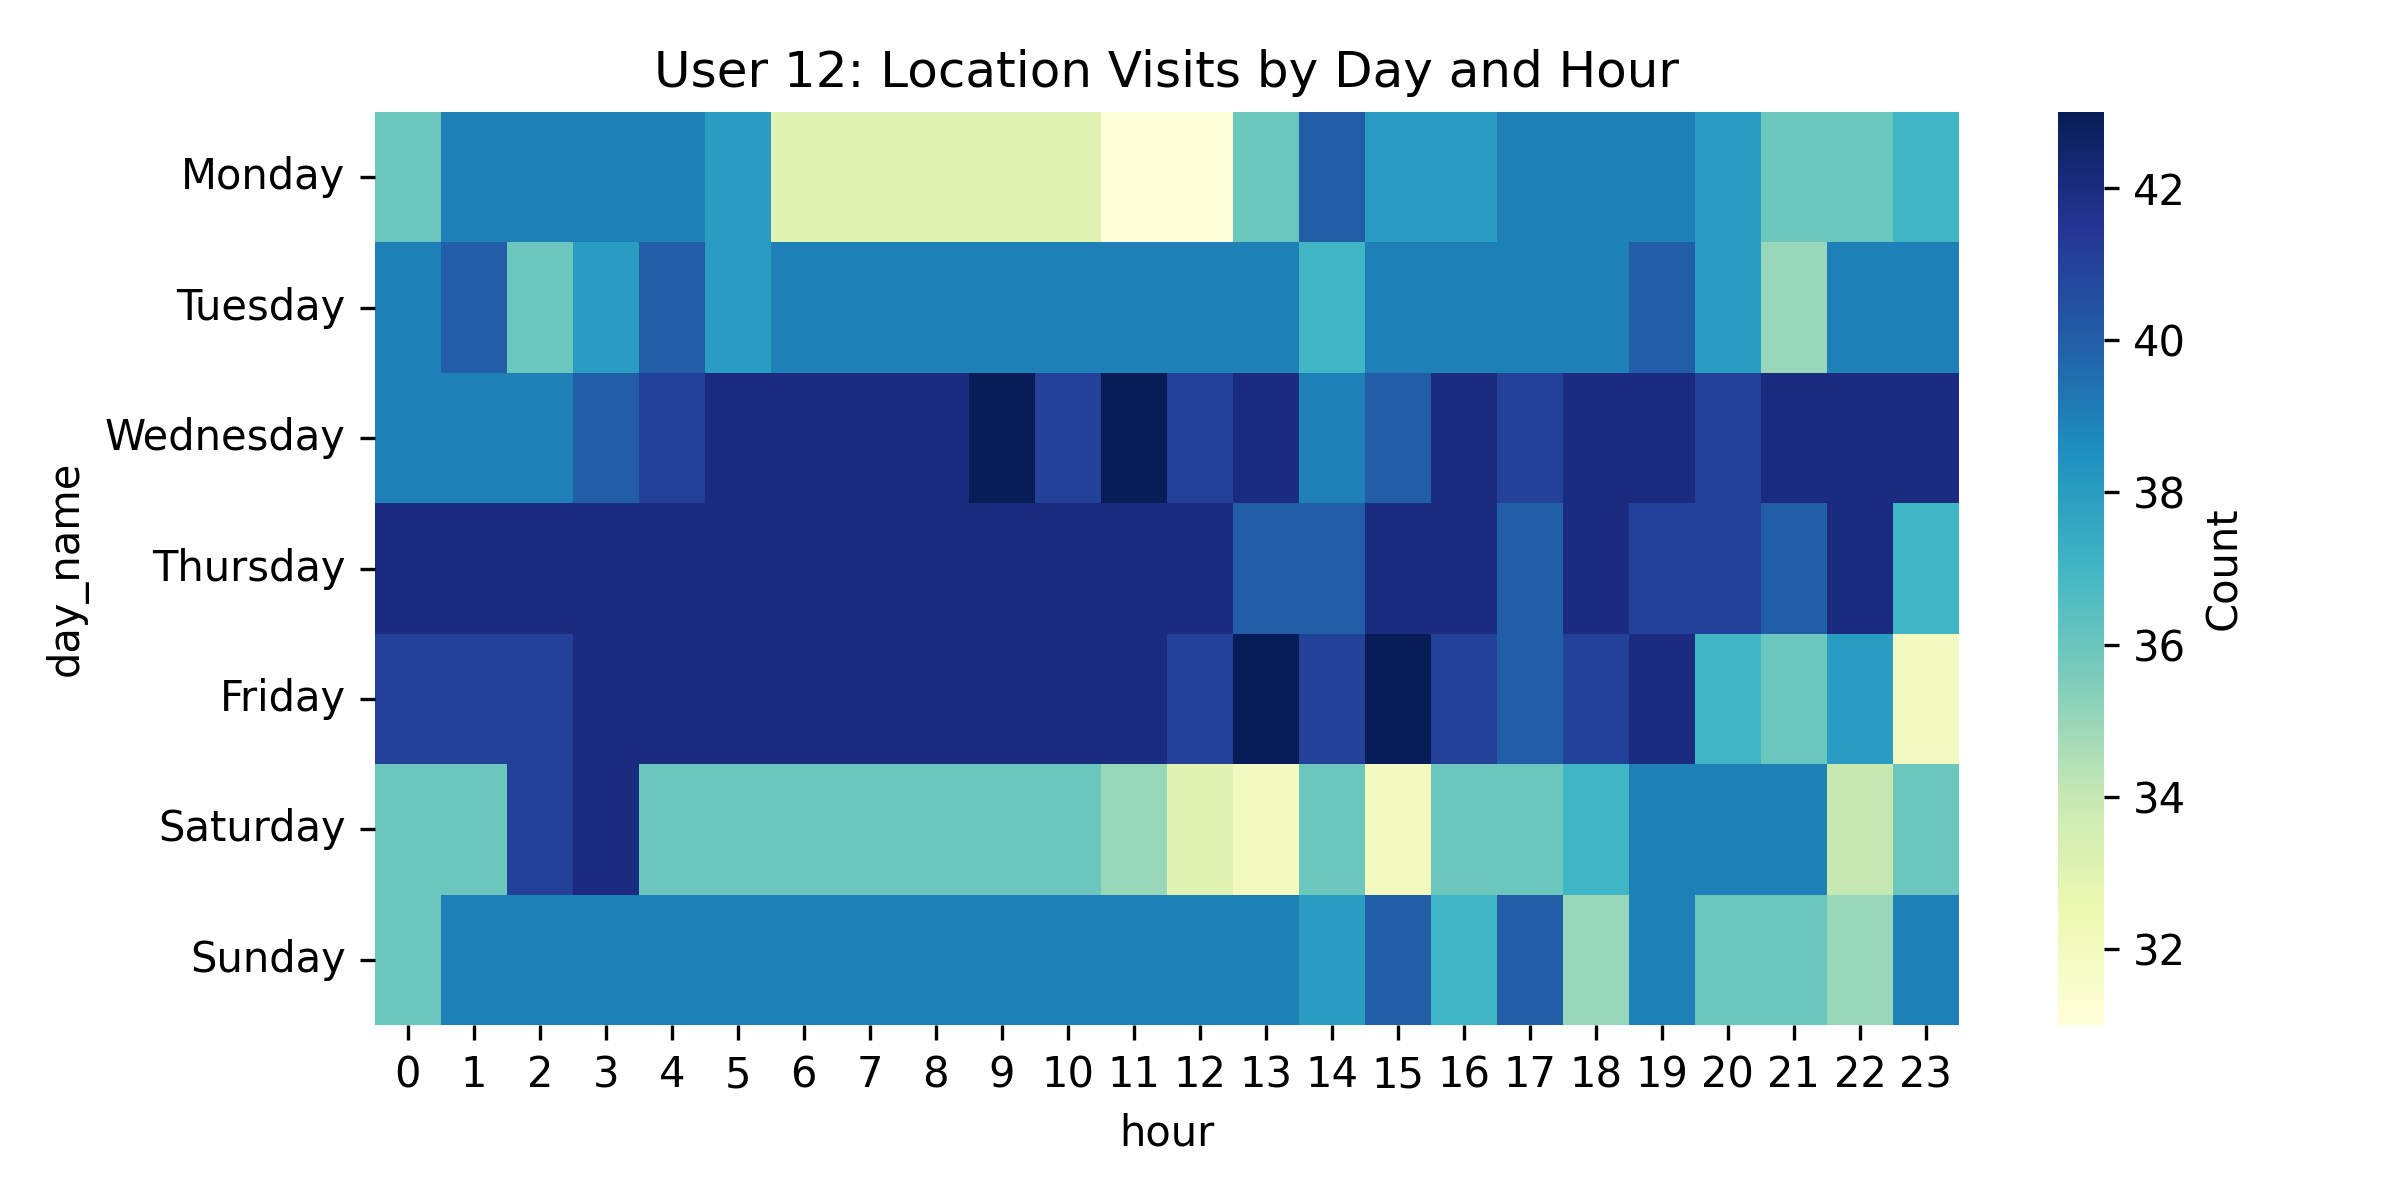 User 12: Location Visits by Day and Hour
day_name
Monday
Tuesday
Wednesday
Thursday
Friday
Saturday
Sunday
0 1 2 3 4 5 6 7 8 9 10 11 12 13 14 15 16 17 18 19 20 21 22 23
hour
42
40
38
36
34
32
Count